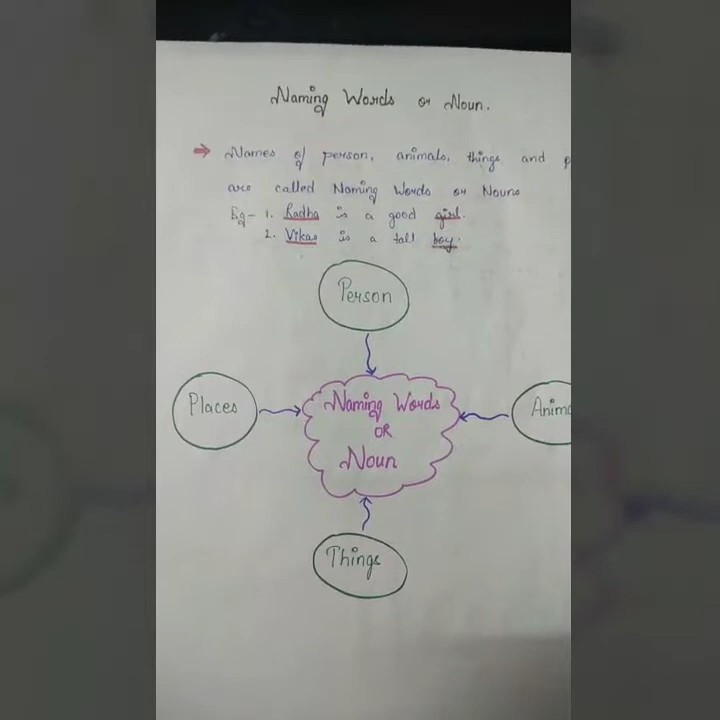 Naming Words or Noun.
→ Names of person, animals, things and
are called Naming Words or Nouns
Eg- 1. Radha is a good girl.
2. Vikas is a tall boy.
Person
Places
Naming Words
OR
Noun
Things